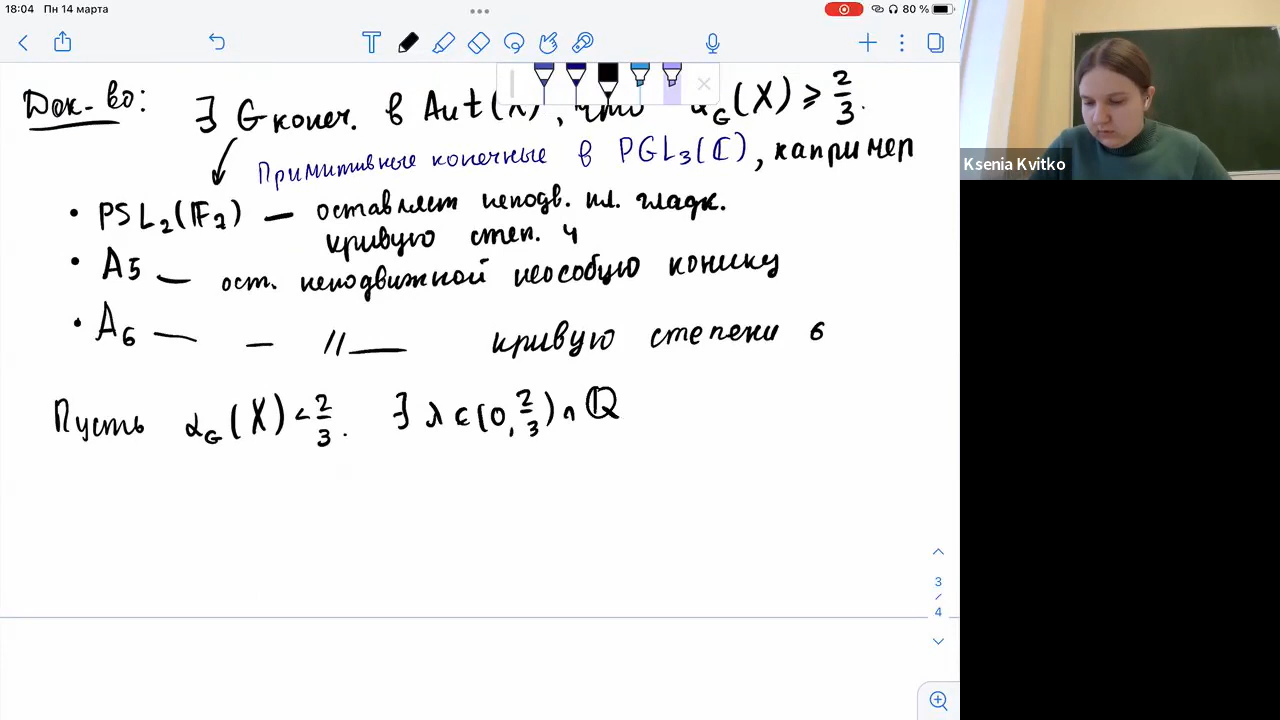 18:04 Пн 14 марта
80 %
Док-во: ∃ G конеч. в Aut(X), что α_G(X) ⩾ 2/3.
Примитивные конечные в PGL₃(ℂ), например
• PSL₂(𝔽₇) — оставляет неподв. пл. гладк.
кривую степ. 4
• A5 — ост. неподвижной неособую конику
• A₆ — — // — кривую степени 6
Пусть α_G(X) < 2/3. ∃ λ ∈ (0, 2/3) ∩ ℚ
3 / 4
Ksenia Kvitko